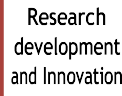 Research
development
and Innovation